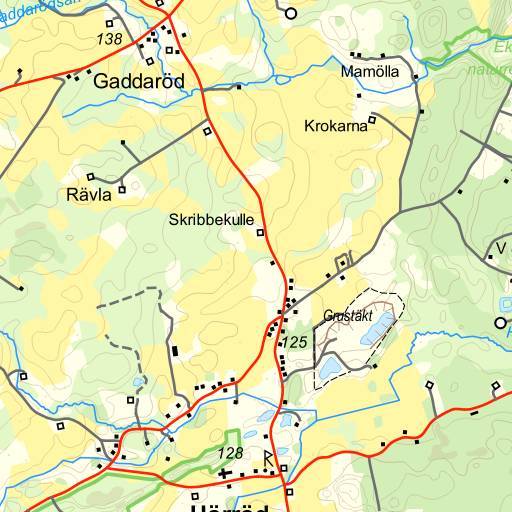 138
Gaddaröd
Mamölla
Krokarna
Rävla
Skribbekulle
V
Grustäkt
125
128
R